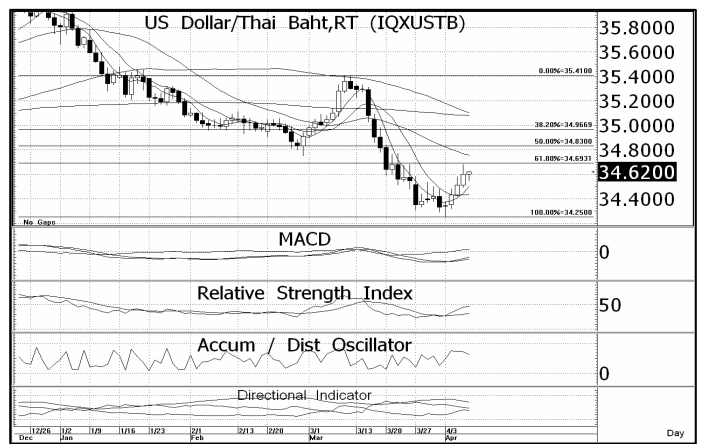 US Dollar/Thai Baht,RT (IQXUSTB)
35.8000
35.6000
0.00%=35.4100
35.4000
35.2000
38.20%=34.9669
35.0000
50.00%=34.8300
34.8000
61.80%=34.6931
34.6200
34.4000
100.00%=34.2500
No Gaps
MACD
0
Relative Strength Index
50
Accum / Dist Oscillator
0
Directional Indicator
12/26 1/2 1/9 1/16 1/23 2/1 2/13 2/20 3/1 3/13 3/20 3/27 4/3
Dec Jan Feb Mar Apr
Day